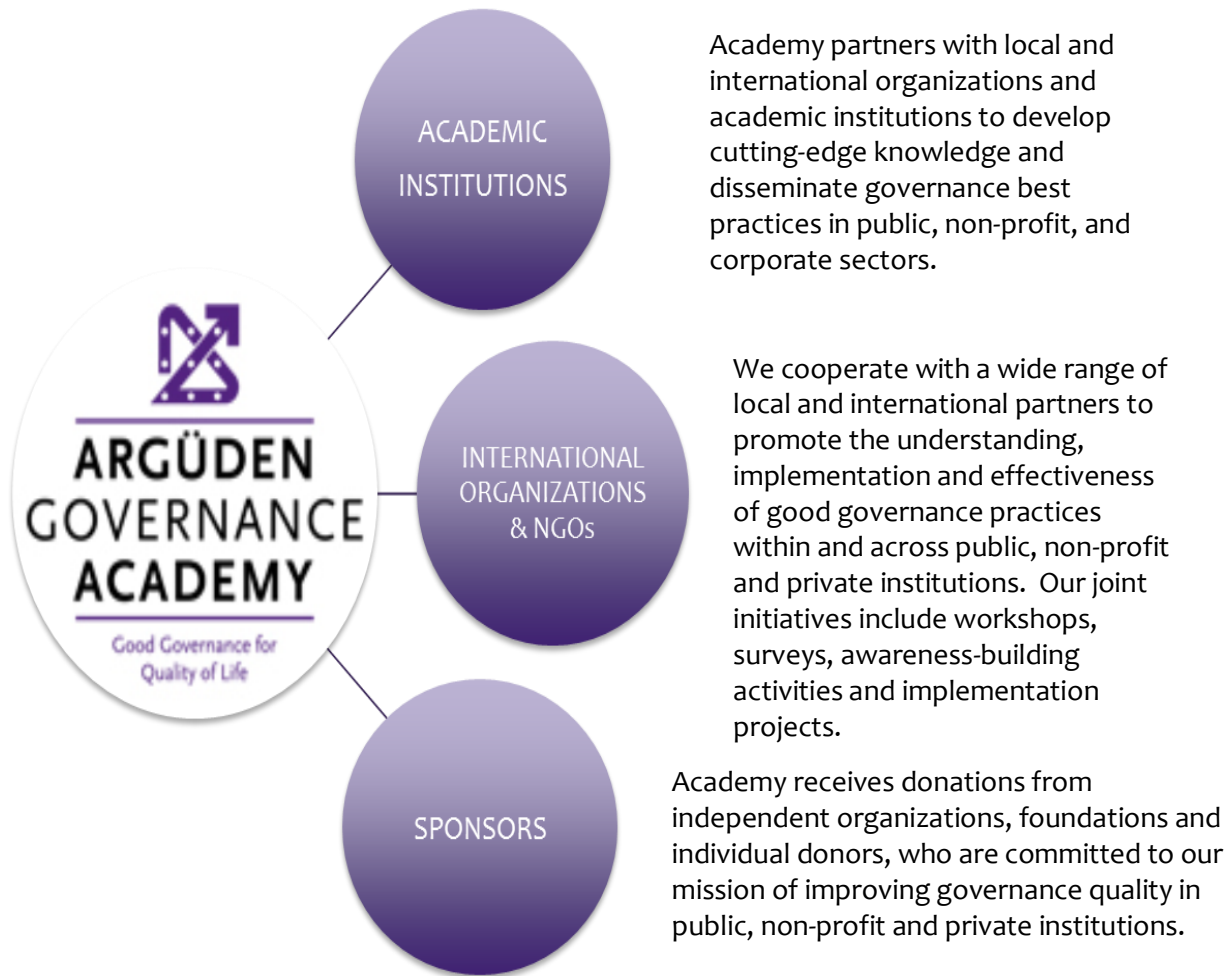 ACADEMIC
INSTITUTIONS
Academy partners with local and
international organizations and
academic institutions to develop
cutting-edge knowledge and
disseminate governance best
practices in public, non-profit, and
corporate sectors.
ARGÜDEN
GOVERNANCE
ACADEMY
Good Governance for
Quality of Life
INTERNATIONAL
ORGANIZATIONS
& NGOs
We cooperate with a wide range of
local and international partners to
promote the understanding,
implementation and effectiveness
of good governance practices
within and across public, non-profit
and private institutions.  Our joint
initiatives include workshops,
surveys, awareness-building
activities and implementation
projects.
SPONSORS
Academy receives donations from
independent organizations, foundations and
individual donors, who are committed to our
mission of improving governance quality in
public, non-profit and private institutions.